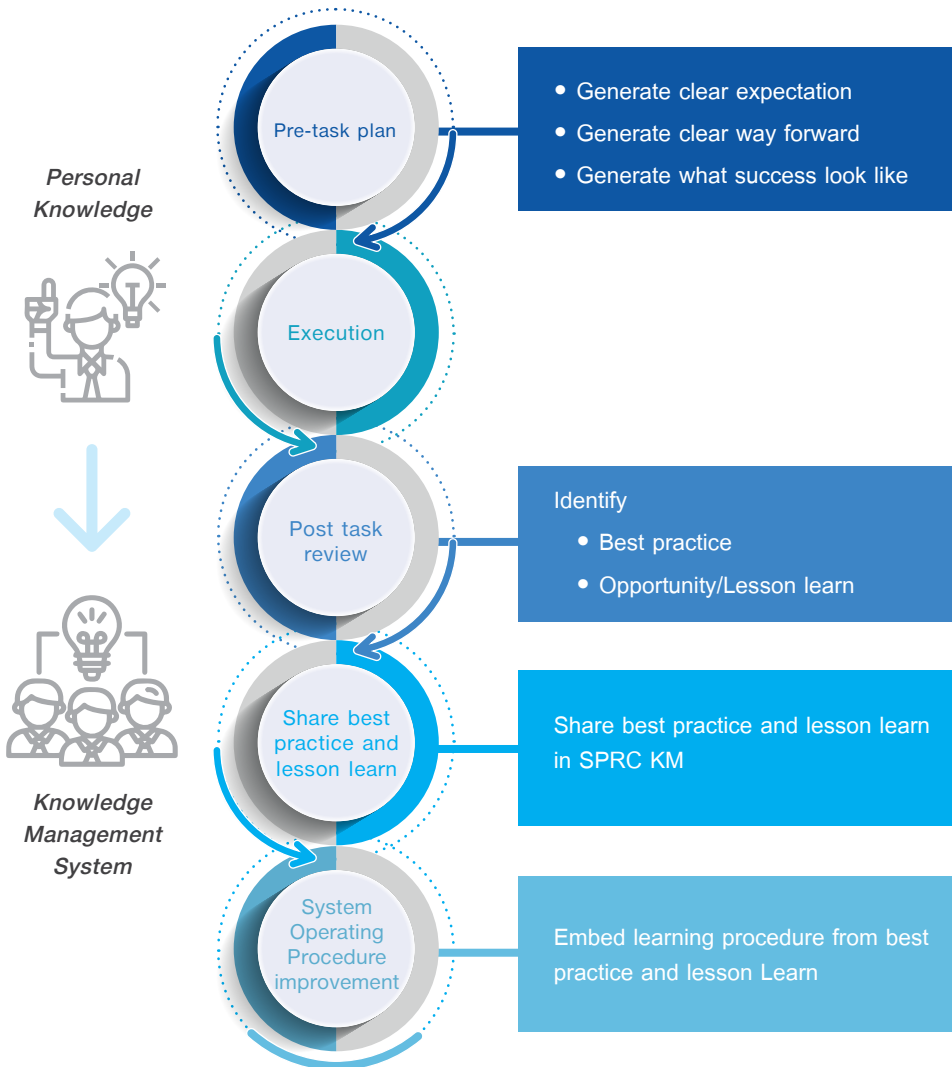 Personal
Knowledge
Knowledge
Management
System
Pre-task plan
• Generate clear expectation
• Generate clear way forward
• Generate what success look like
Execution
Post task
review
Identify
• Best practice
• Opportunity/Lesson learn
Share best
practice and
lesson learn
Share best practice and lesson learn
in SPRC KM
System
Operating
Procedure
improvement
Embed learning procedure from best
practice and lesson Learn